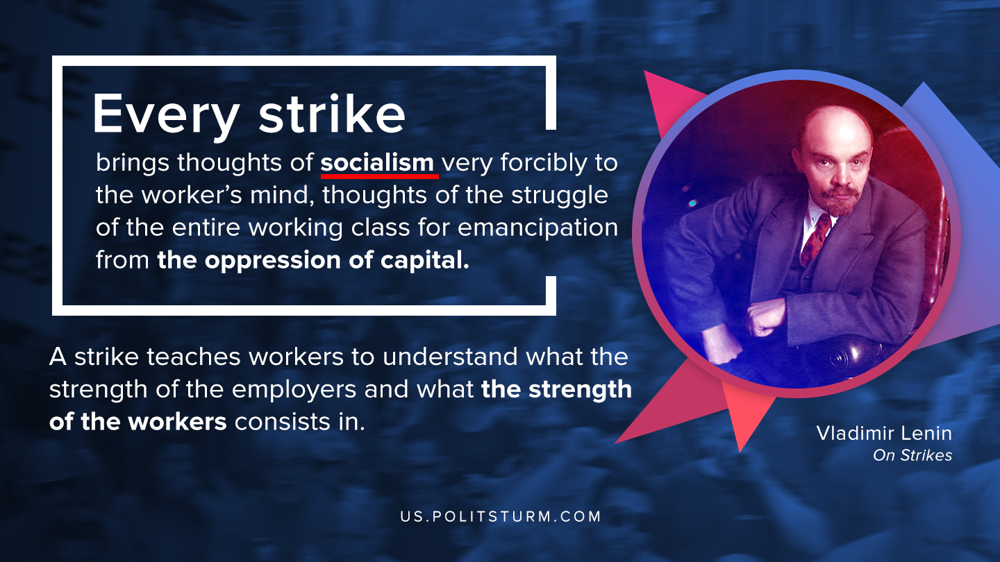 Every strike
brings thoughts of socialism very forcibly to
the worker’s mind, thoughts of the struggle
of the entire working class for emancipation
from the oppression of capital.
A strike teaches workers to understand what the
strength of the employers and what the strength
of the workers consists in.
Vladimir Lenin
On Strikes
US.POLITSTURM.COM